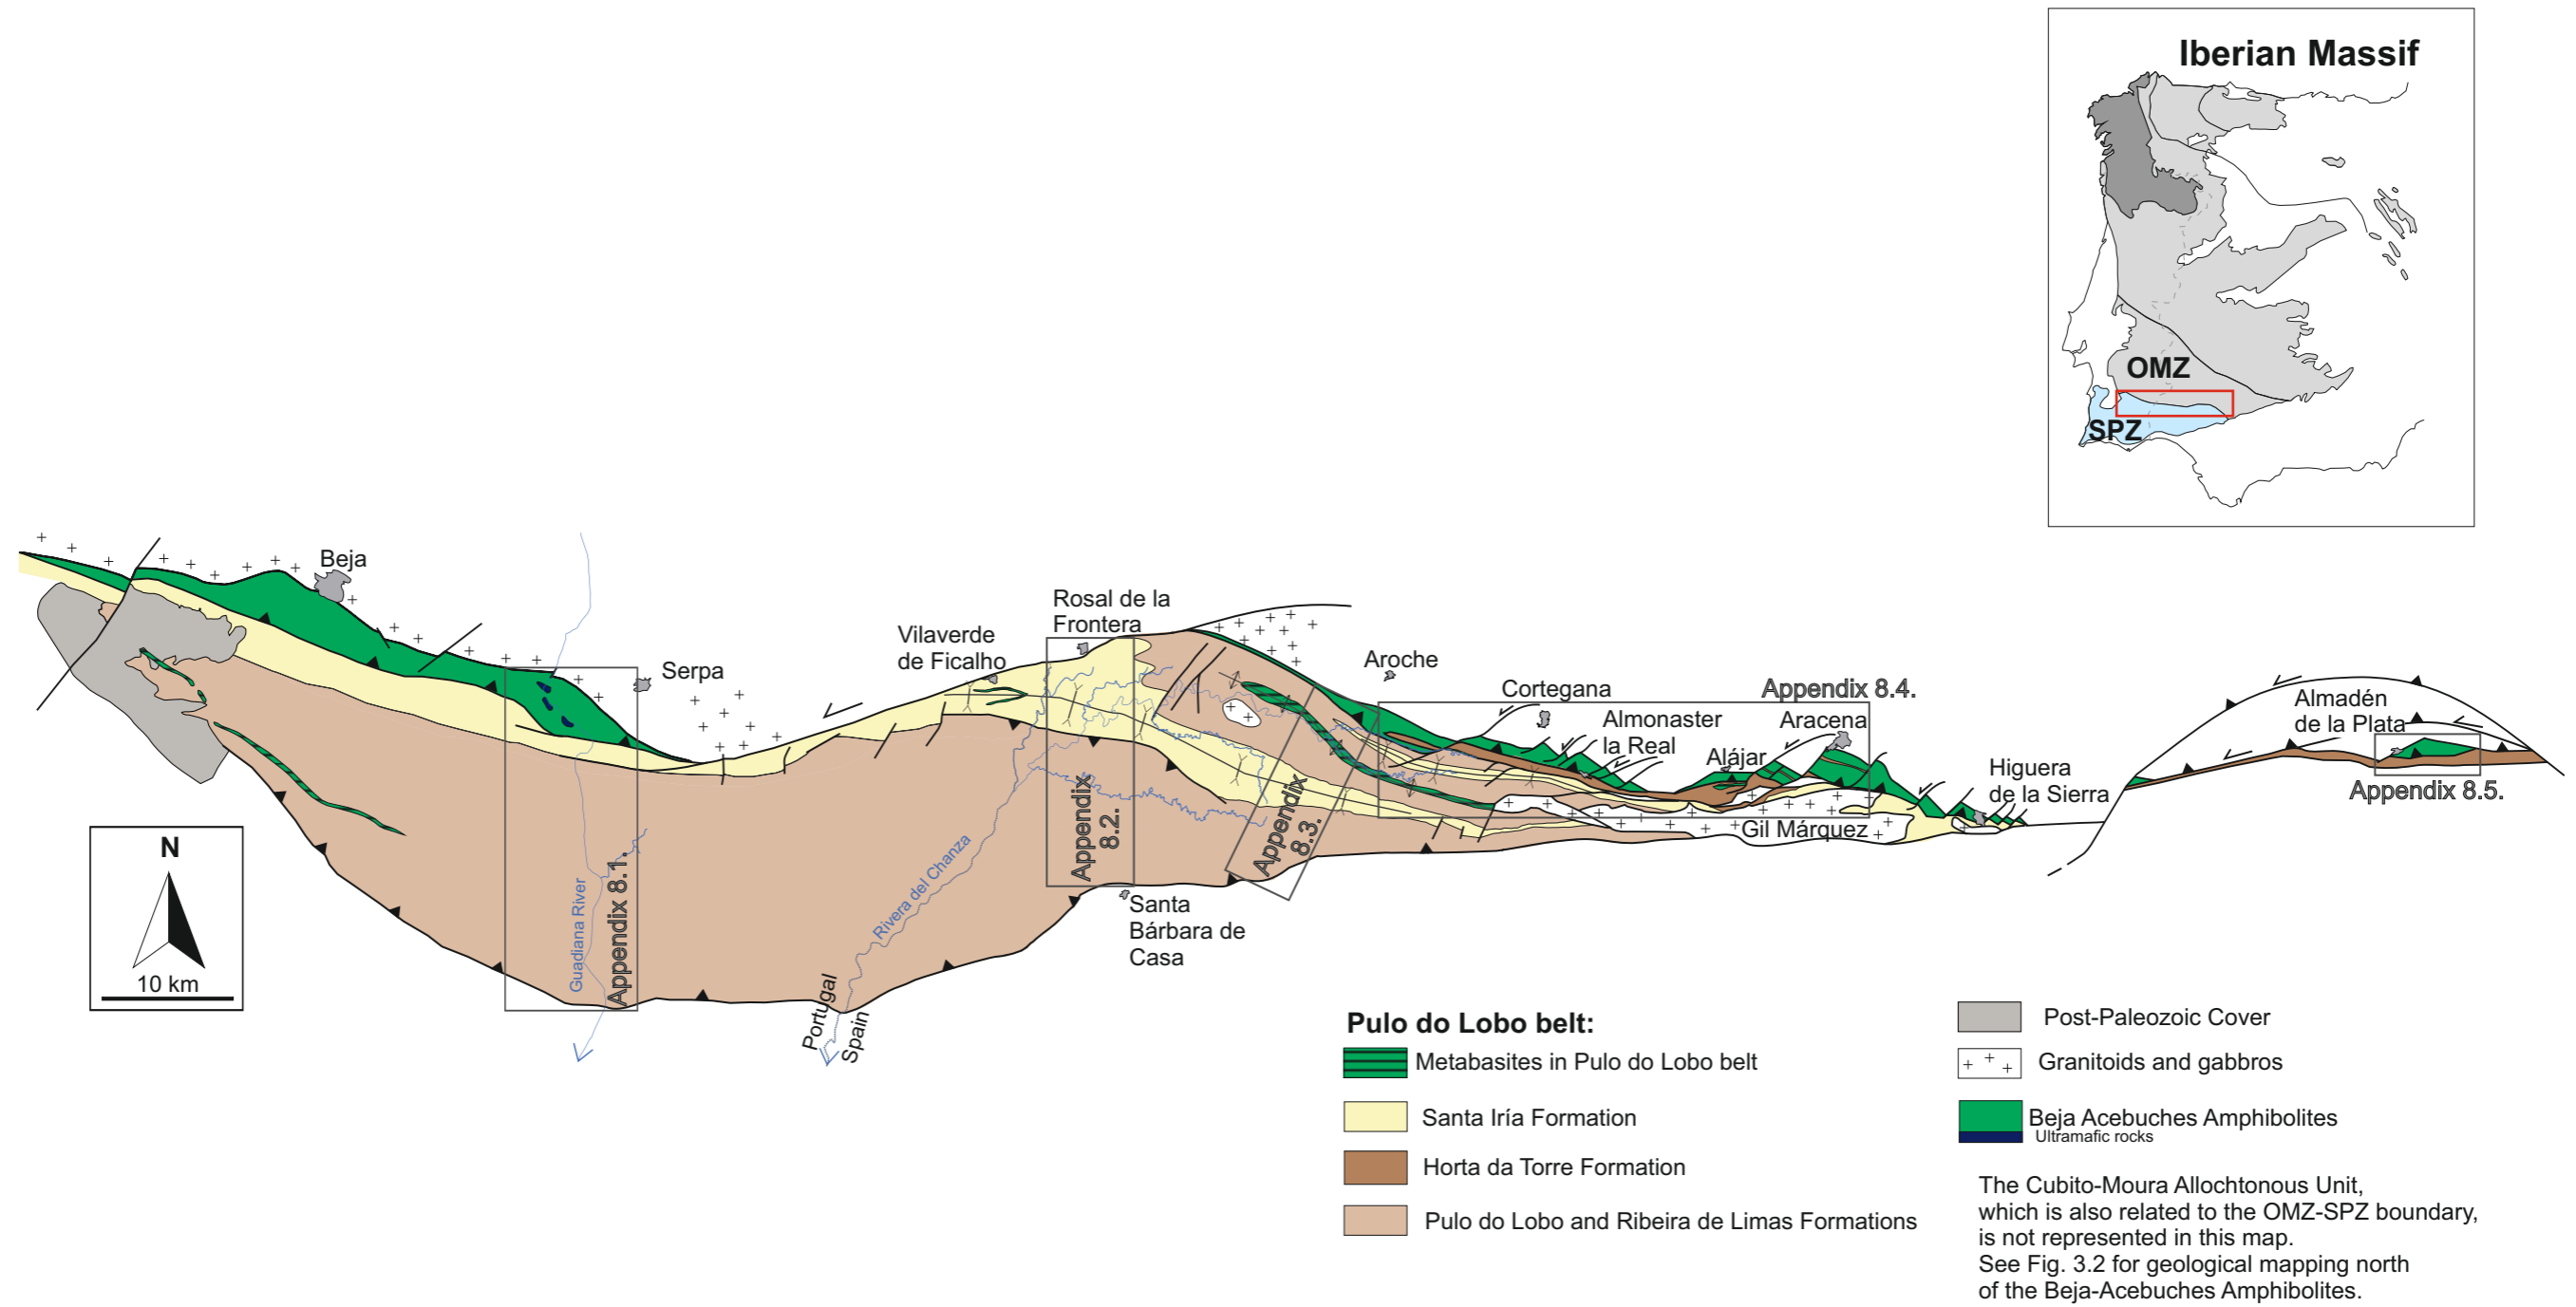 Iberian Massif
OMZ
SPZ
Beja
Serpa
Vilaverde
de Ficalho
Rosal de la
Frontera
Aroche
Cortegana
Almonaster
la Real
Appendix 8.4.
Aracena
Alájar
Gil Márquez
Higuera
de la Sierra
Almadén
de la Plata
Appendix 8.5.
Appendix 8.1.
Guadiana River
Appendix
8.2.
Appendix
8.3.
Rivera del Chanza
Santa
Bárbara de
Casa
Portugal
Spain
N
10 km
Pulo do Lobo belt:
Metabasites in Pulo do Lobo belt
Santa Iría Formation
Horta da Torre Formation
Pulo do Lobo and Ribeira de Limas Formations
Post-Paleozoic Cover
Granitoids and gabbros
Beja Acebuches Amphibolites
Ultramafic rocks
The Cubito-Moura Allochtonous Unit,
which is also related to the OMZ-SPZ boundary,
is not represented in this map.
See Fig. 3.2 for geological mapping north
of the Beja-Acebuches Amphibolites.